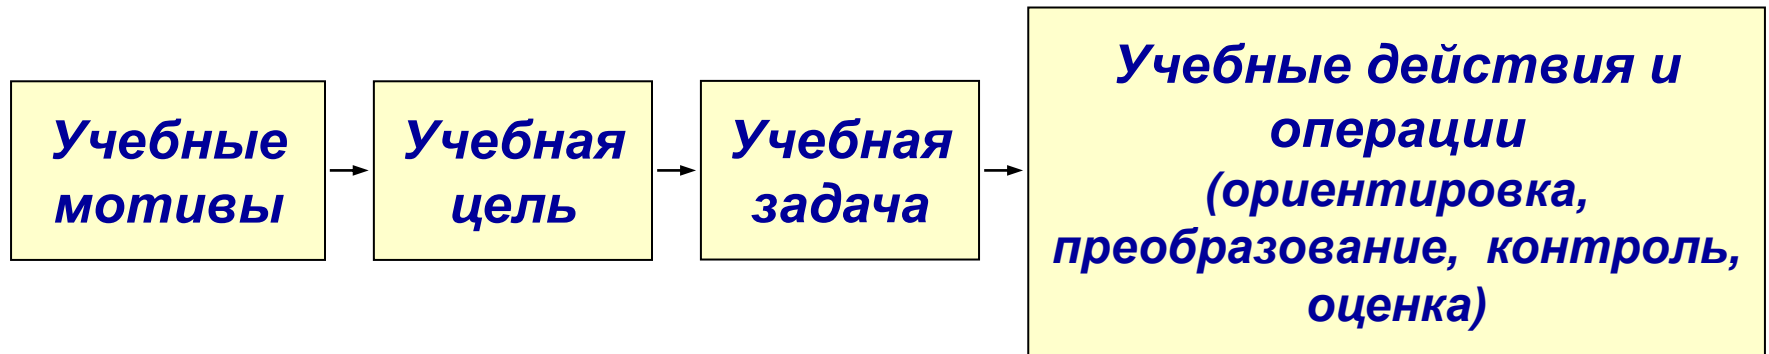 Учебные
мотивы
Учебная
цель
Учебная
задача
Учебные действия и
операции
(ориентировка,
преобразование, контроль,
оценка)